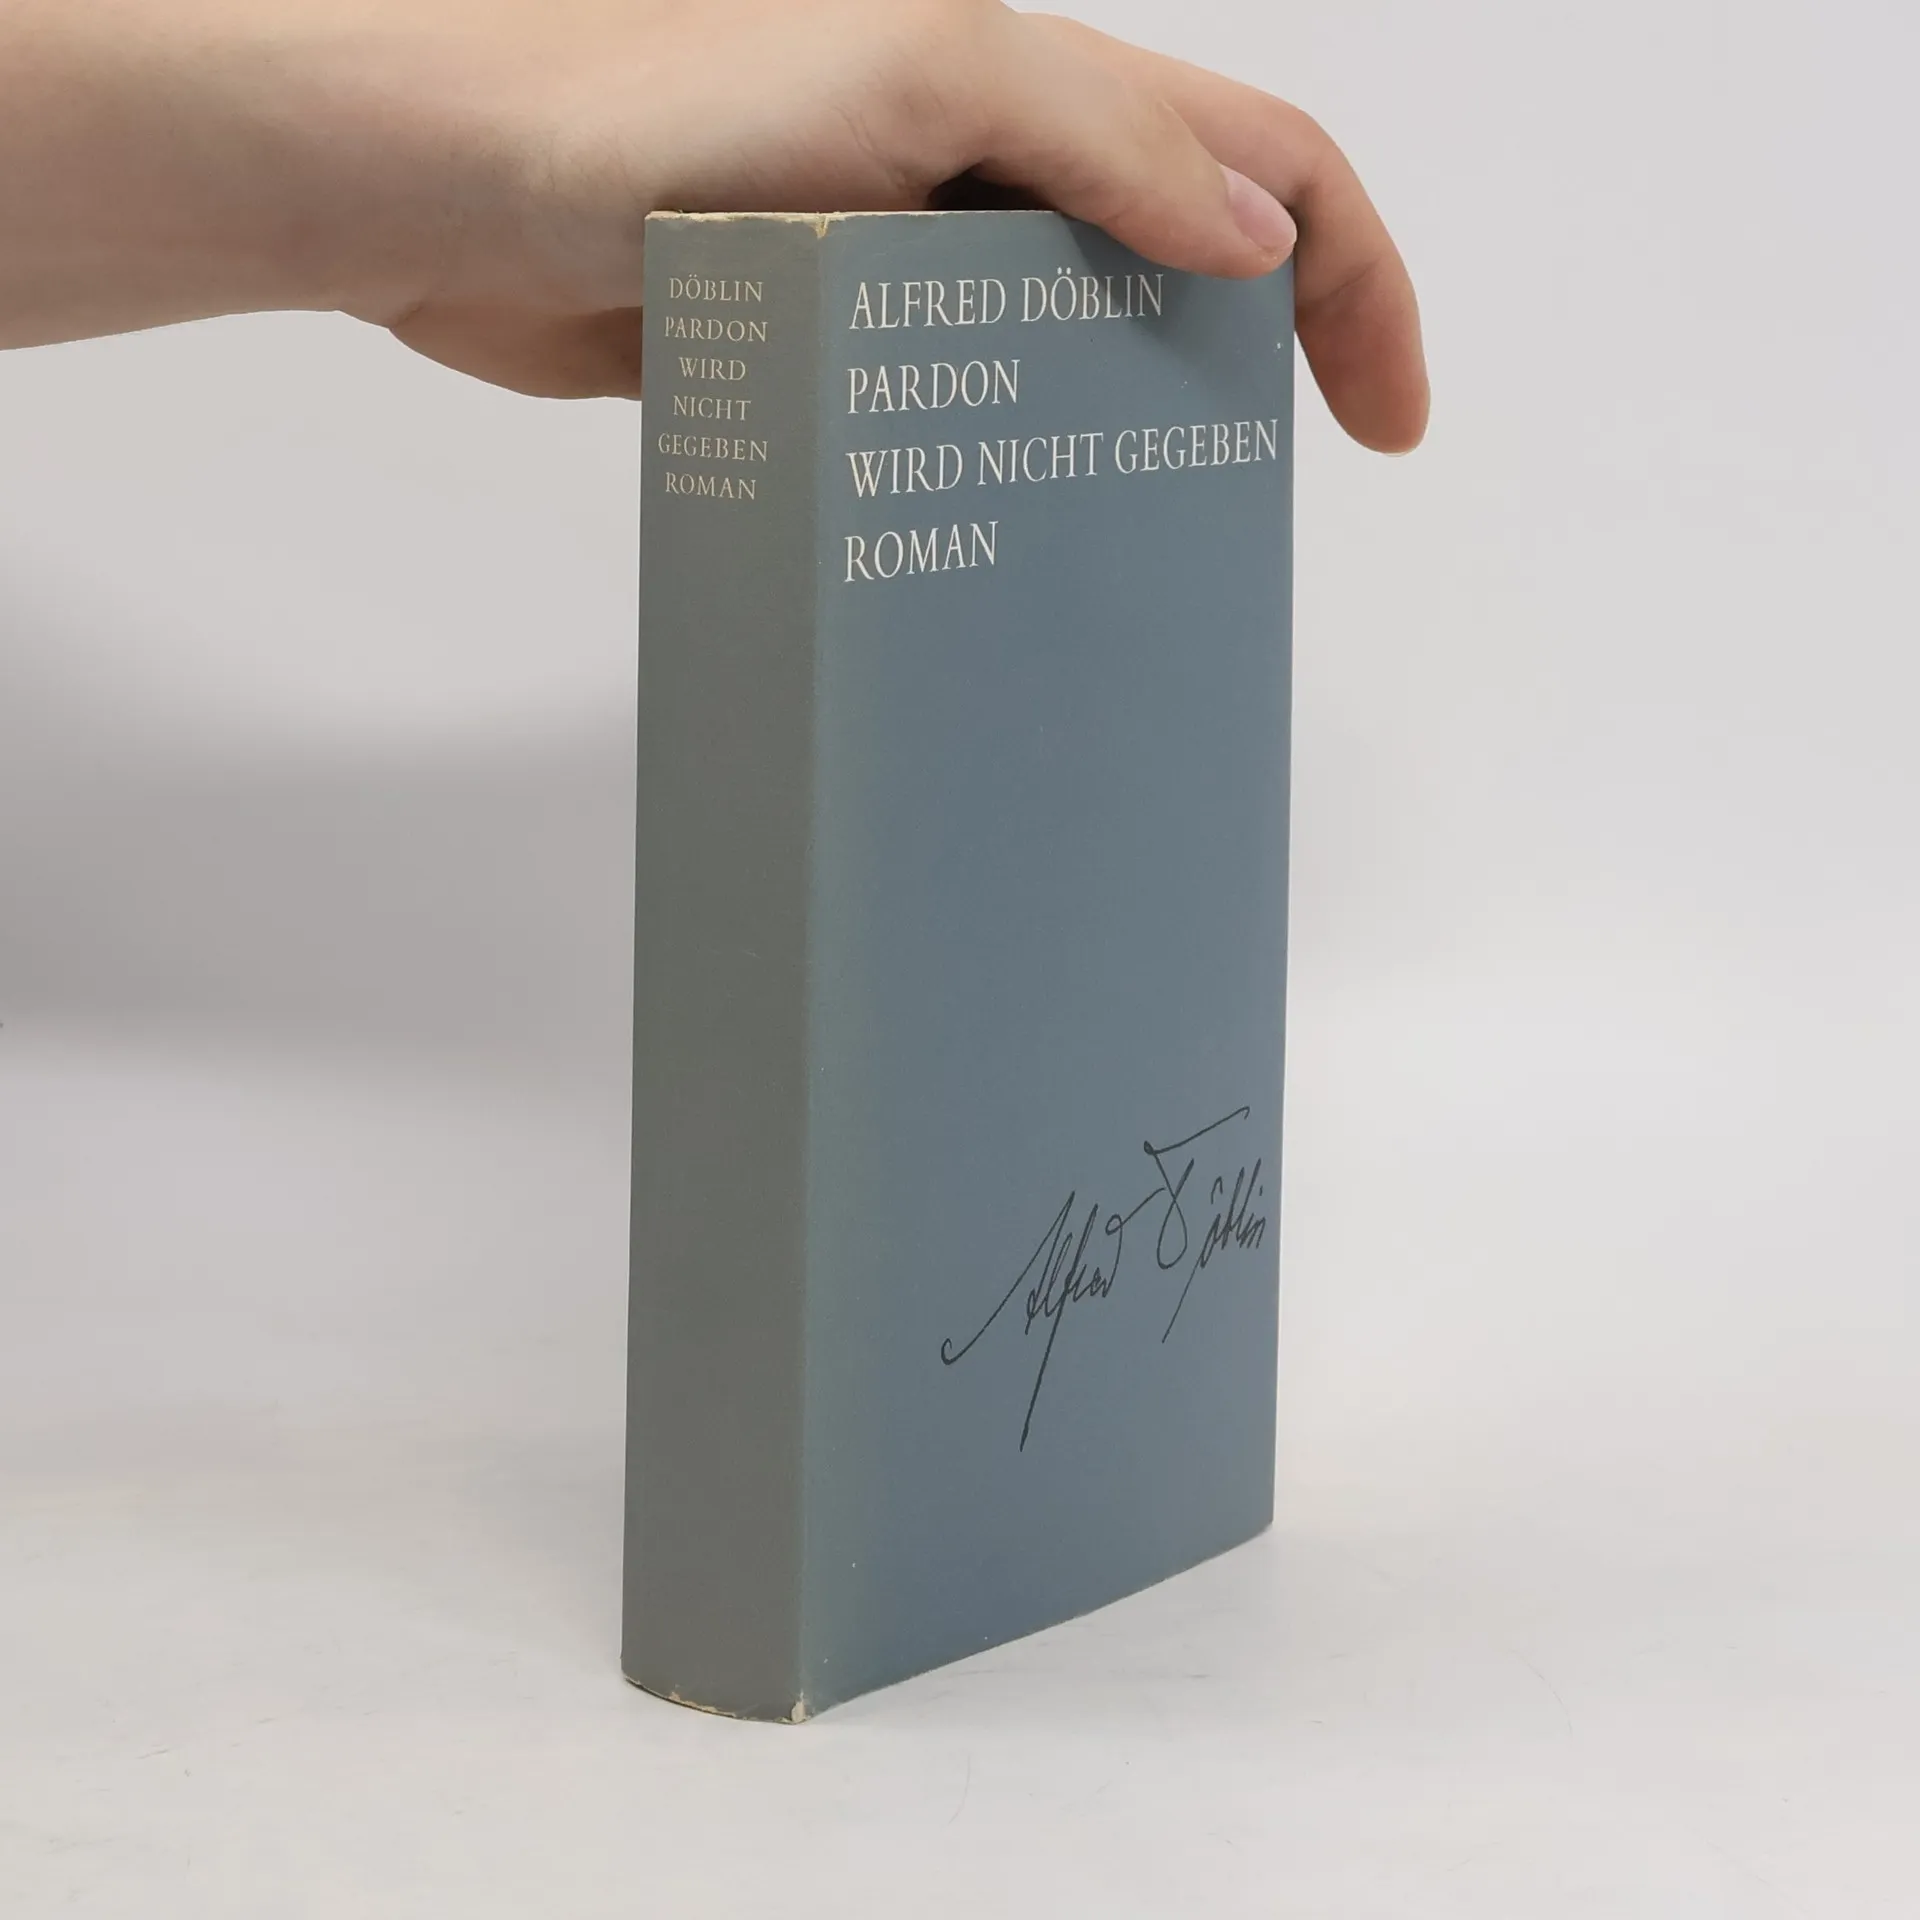 DÖBLIN
PARDON
WIRD
NICHT
GEGEBEN
ROMAN
ALFRED DÖBLIN
PARDON
WIRD NICHT GEGEBEN
ROMAN
Alfred Döblin